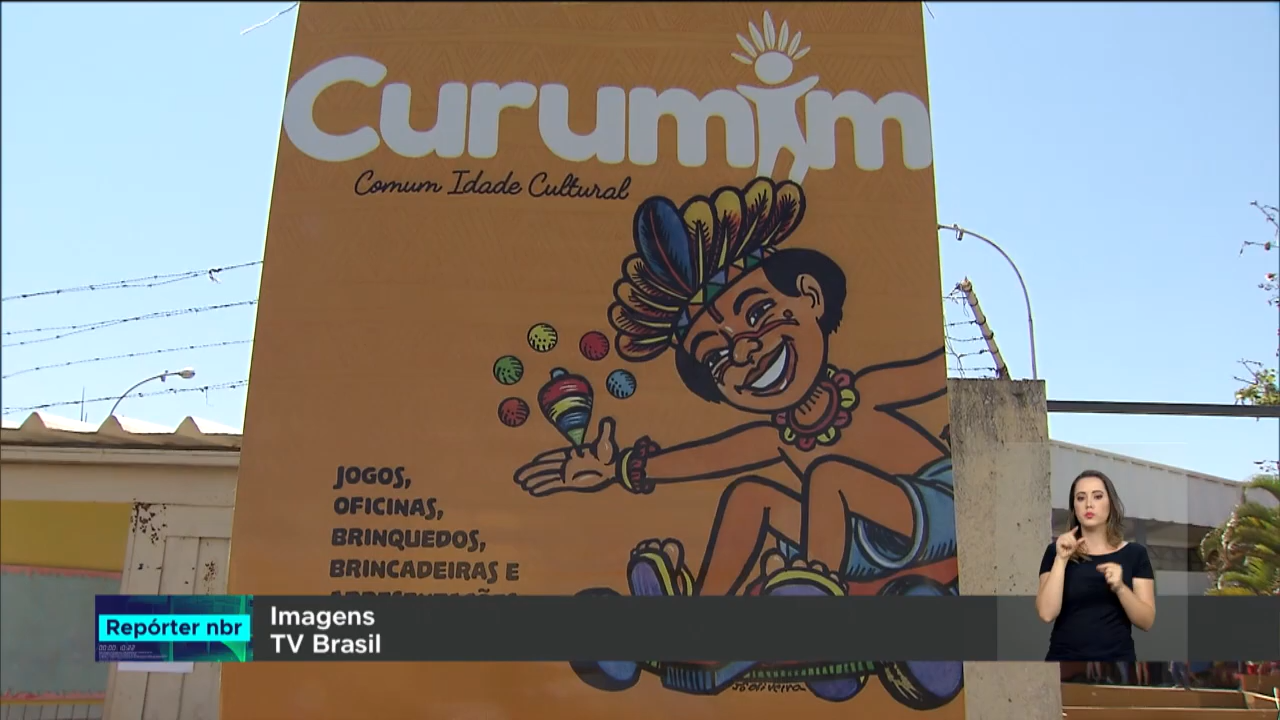 Curumim
Comum Idade Cultural
JOGOS,
OFICINAS,
BRINQUEDOS,
BRINCADEIRAS E
Repórter nbr
Imagens
TV Brasil